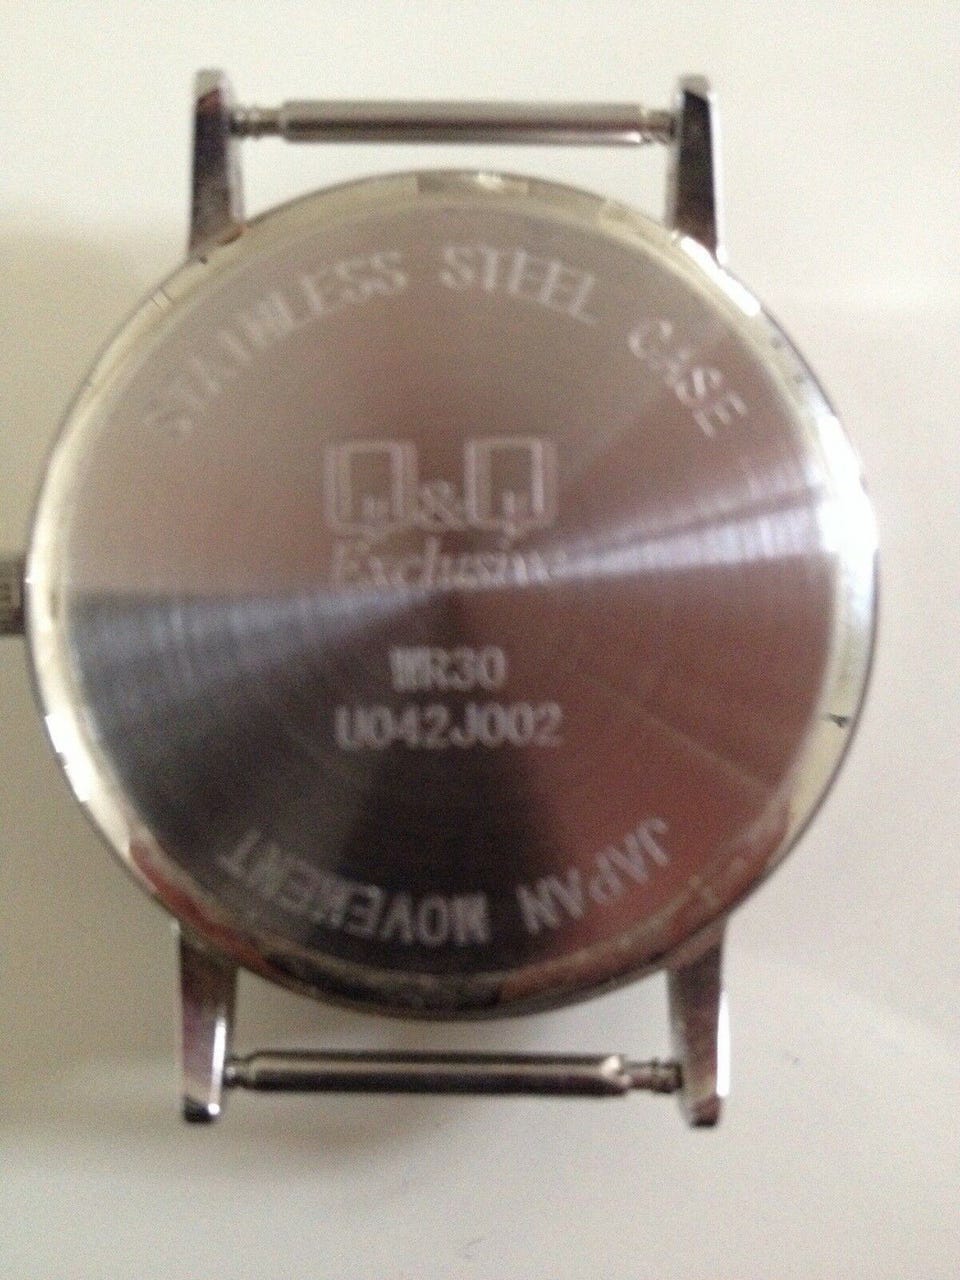 STAINLESS STEEL CASE
Q&Q
Exclusive
WR30
U042J002
JAPAN MOVEMENT